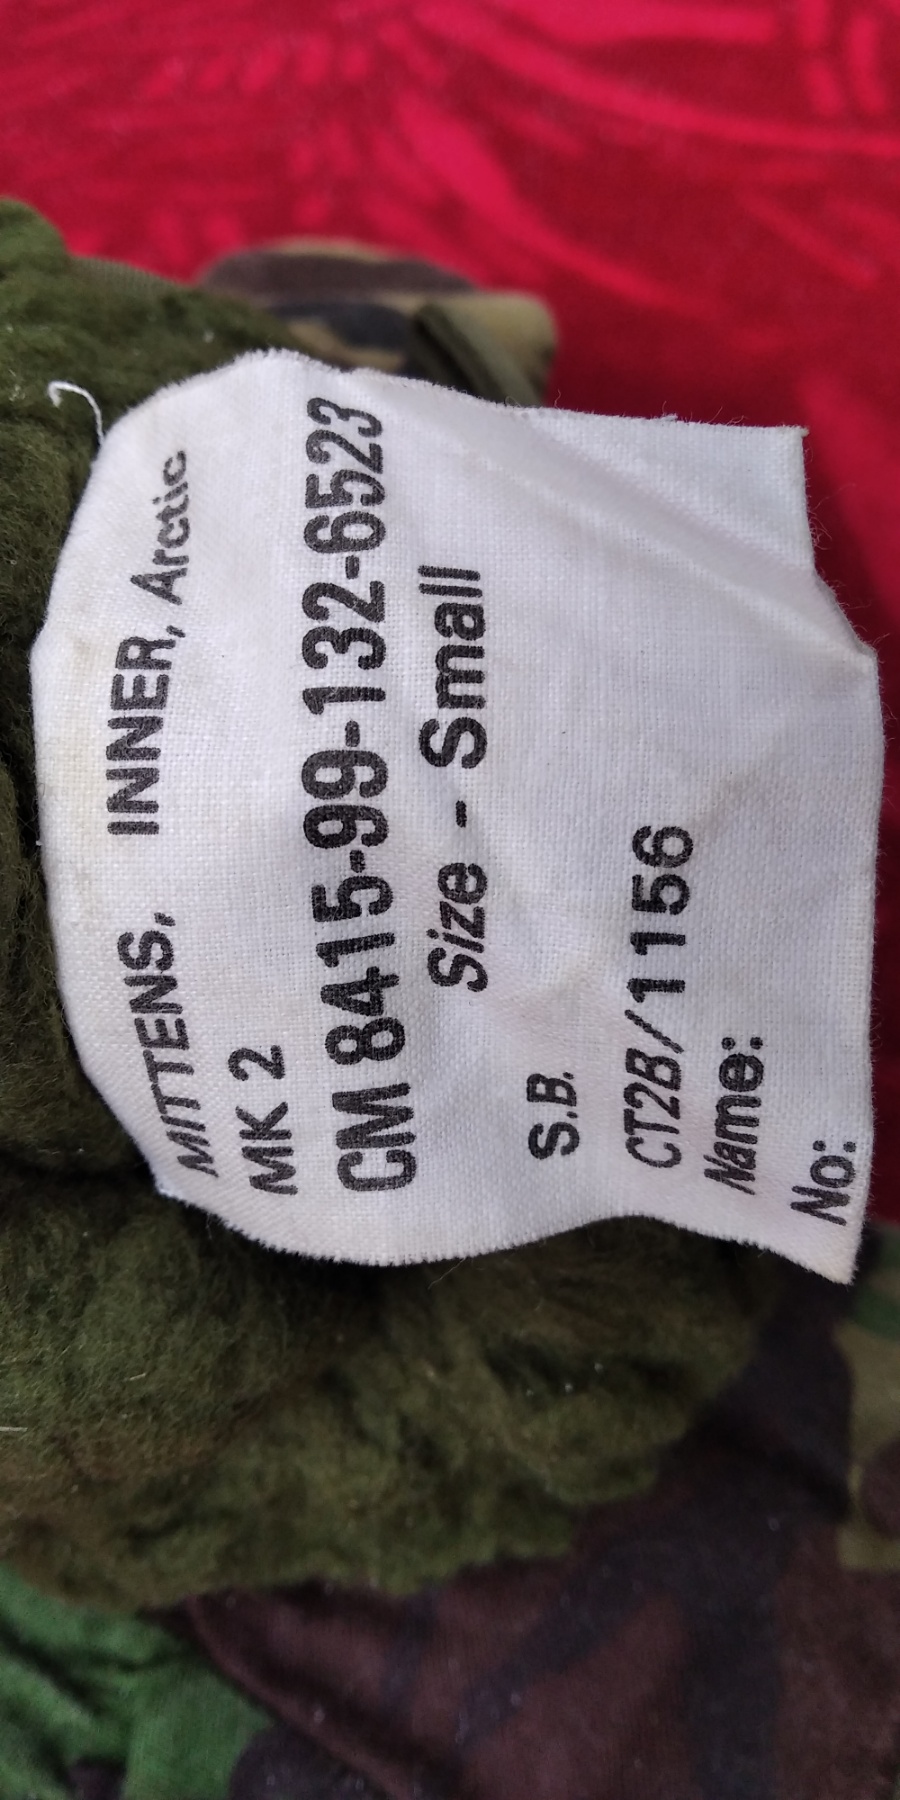 MITTENS, INNER, Arctic
MK 2
CM 8415-99-132-6523
Size - Small
S.B.
CT2B/1156
Name:
No: